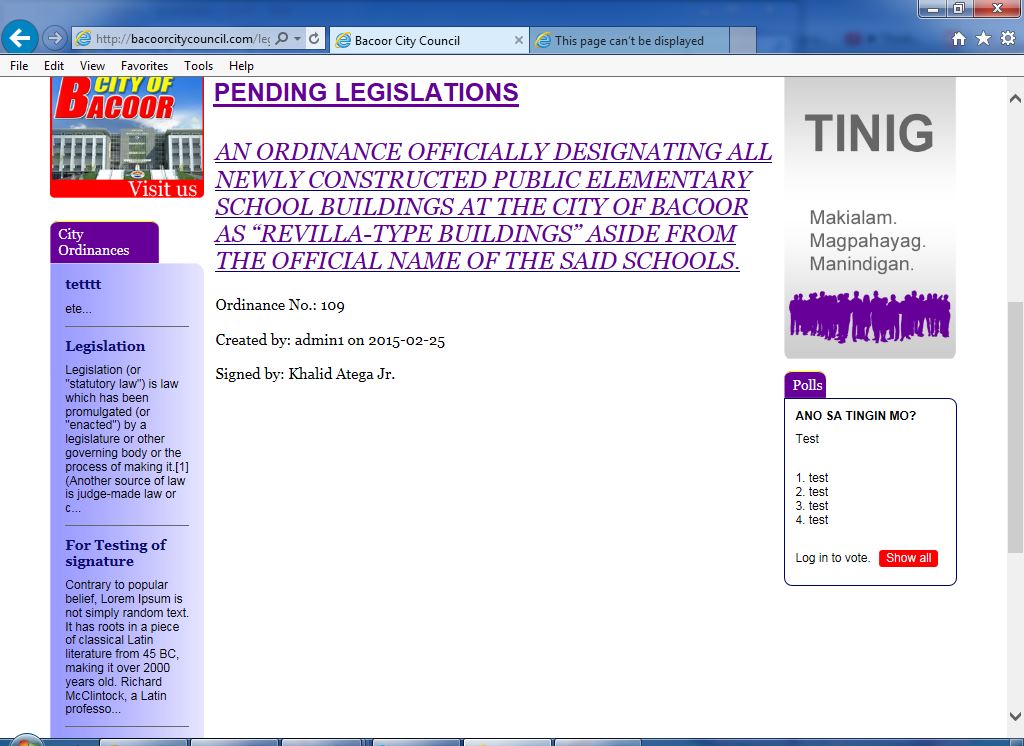 http://bacoorcitycouncil.com/le
Bacoor City Council
This page can't be displayed
File Edit View Favorites Tools Help
CITY OF
BACOOR
Visit us
City
Ordinances
tetttt
ete...
Legislation
Legislation (or
"statutory law") is law
which has been
promulgated (or
"enacted") by a
legislature or other
governing body or the
process of making it.[1]
(Another source of law
is judge-made law or
c...
For Testing of
signature
Contrary to popular
belief, Lorem Ipsum is
not simply random text.
It has roots in a piece
of classical Latin
literature from 45 BC,
making it over 2000
years old. Richard
McClintock, a Latin
professo...
PENDING LEGISLATIONS
AN ORDINANCE OFFICIALLY DESIGNATING ALL
NEWLY CONSTRUCTED PUBLIC ELEMENTARY
SCHOOL BUILDINGS AT THE CITY OF BACOOR
AS “REVILLA-TYPE BUILDINGS” ASIDE FROM
THE OFFICIAL NAME OF THE SAID SCHOOLS.
Ordinance No.: 109
Created by: admin1 on 2015-02-25
Signed by: Khalid Atega Jr.
TINIG
Makialam.
Magpahayag.
Manindigan.
Polls
ANO SA TINGIN MO?
Test
1. test
2. test
3. test
4. test
Log in to vote. Show all